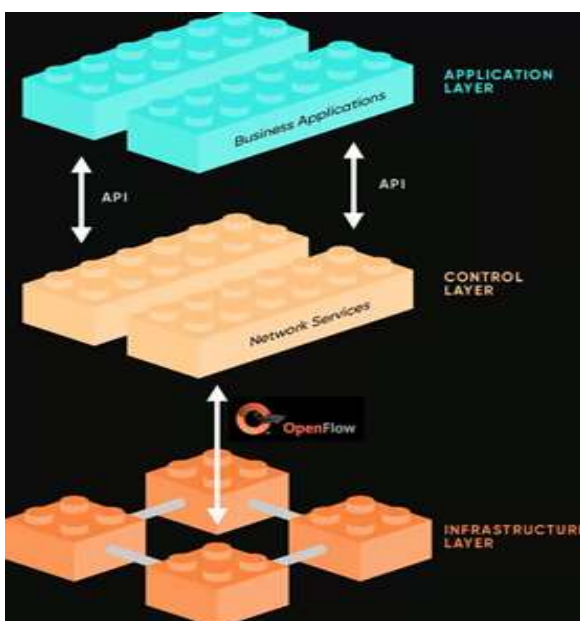 APPLICATION
LAYER
Business Applications
API
API
CONTROL
LAYER
Network Services
OpenFlow
INFRASTRUCTURE
LAYER